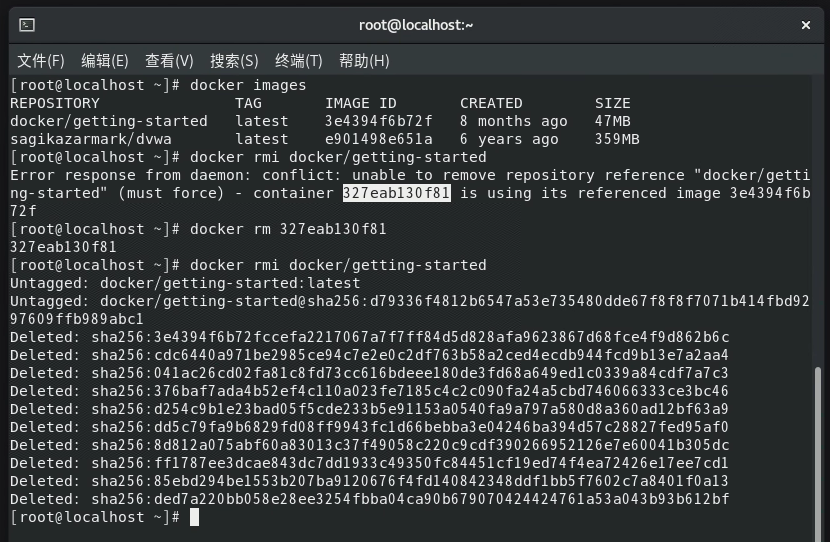 root@localhost:~
文件(F) 编辑(E) 查看(V) 搜索(S) 终端(T) 帮助(H)
[root@localhost ~]# docker images
REPOSITORY TAG IMAGE ID CREATED SIZE
docker/getting-started latest 3e4394f6b72f 8 months ago 47MB
sagikazarmark/dvwa latest e901498e651a 6 years ago 359MB
[root@localhost ~]# docker rmi docker/getting-started
Error response from daemon: conflict: unable to remove repository reference "docker/getti
ng-started" (must force) - container 327eab130f81 is using its referenced image 3e4394f6b
72f
[root@localhost ~]# docker rm 327eab130f81
327eab130f81
[root@localhost ~]# docker rmi docker/getting-started
Untagged: docker/getting-started:latest
Untagged: docker/getting-started@sha256:d79336f4812b6547a53e735480dde67f8f8f7071b414fbd92
97609ffb989abc1
Deleted: sha256:3e4394f6b72fccefa2217067a7f7ff84d5d828afa9623867d68fce4f9d862b6c
Deleted: sha256:cdc6440a971be2985ce94c7e2e0c2df763b58a2ced4ecdb944fcd9b13e7a2aa4
Deleted: sha256:041ac26cd02fa81c8fd73cc616bdeee180de3fd68a649ed1c0339a84cdf7a7c3
Deleted: sha256:376baf7ada4b52ef4c110a023fe7185c4c2c090fa24a5cbd746066333ce3bc46
Deleted: sha256:d254c9b1e23bad05f5cde233b5e91153a0540fa9a797a580d8a360ad12bf63a9
Deleted: sha256:dd5c79fa9b6829fd08ff9943fc1d66bebba3e04246ba394d57c28827fed95af0
Deleted: sha256:8d812a075abf60a83013c37f49058c220c9cdf390266952126e7e60041b305dc
Deleted: sha256:ff1787ee3dcae843dc7dd1933c49350fc84451cf19ed74f4ea72426e17ee7cd1
Deleted: sha256:85ebd294be1553b207ba9120676f4fd140842348ddf1bb5f7602c7a8401f0a13
Deleted: sha256:ded7a220bb058e28ee3254fbba04ca90b679070424424761a53a043b93b612bf
[root@localhost ~]#